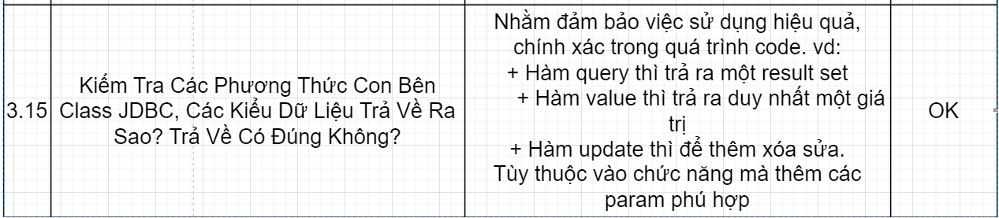 3.15
Kiểm Tra Các Phương Thức Con Bên
Class JDBC, Các Kiểu Dữ Liệu Trả Về Ra
Sao? Trả Về Có Đúng Không?
Nhằm đảm bảo việc sử dụng hiệu quả,
chính xác trong quá trình code. vd:
+ Hàm query thì trả ra một result set
+ Hàm value thì trả ra duy nhất một giá
trị
+ Hàm update thì để thêm xóa sửa.
Tùy thuộc vào chức năng mà thêm các
param phú hợp
OK